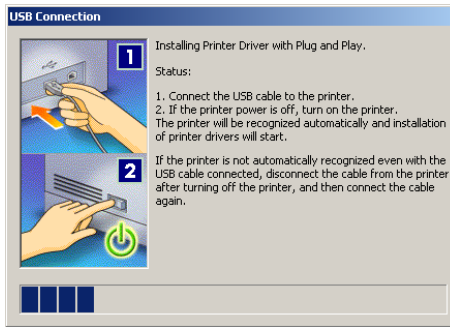 USB Connection
1
2
Installing Printer Driver with Plug and Play.
Status:
1. Connect the USB cable to the printer.
2. If the printer power is off, turn on the printer.
The printer will be recognized automatically and installation
of printer drivers will start.
If the printer is not automatically recognized even with the
USB cable connected, disconnect the cable from the printer
after turning off the printer, and then connect the cable
again.